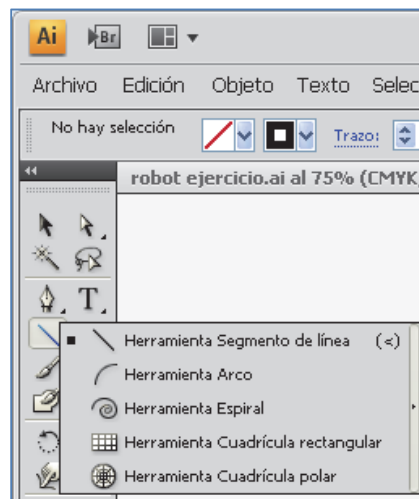 Ai Br
Archivo Edición Objeto Texto Selec
No hay selección Trazo:
robot ejercicio.ai al 75% (CMYK
T
Herramienta Segmento de línea (<)
Herramienta Arco
Herramienta Espiral
Herramienta Cuadrícula rectangular
Herramienta Cuadrícula polar